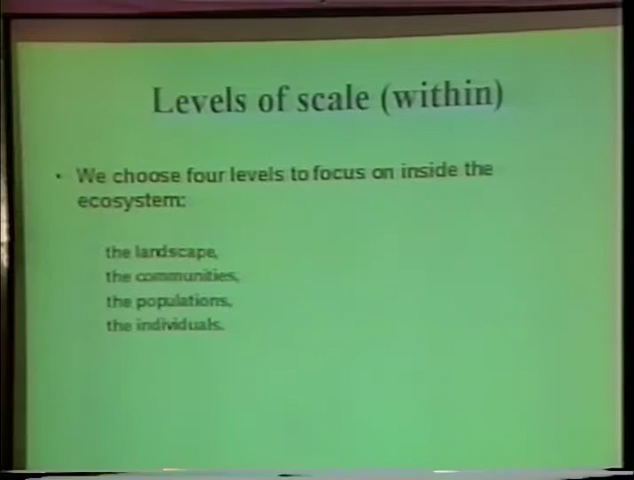 Levels of scale (within)
• We choose four levels to focus on inside the
ecosystem:
the landscape,
the communities,
the populations,
the individuals.